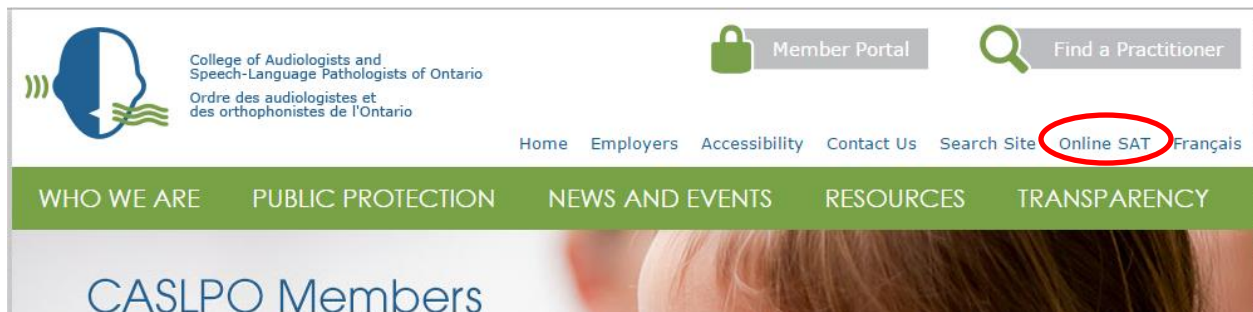 College of Audiologists and
Speech-Language Pathologists of Ontario
Ordre des audiologistes et
des orthophonistes de l'Ontario
Member Portal
Find a Practitioner
Home Employers Accessibility Contact Us Search Site Online SAT Français
WHO WE ARE PUBLIC PROTECTION NEWS AND EVENTS RESOURCES TRANSPARENCY
CASLPO Members